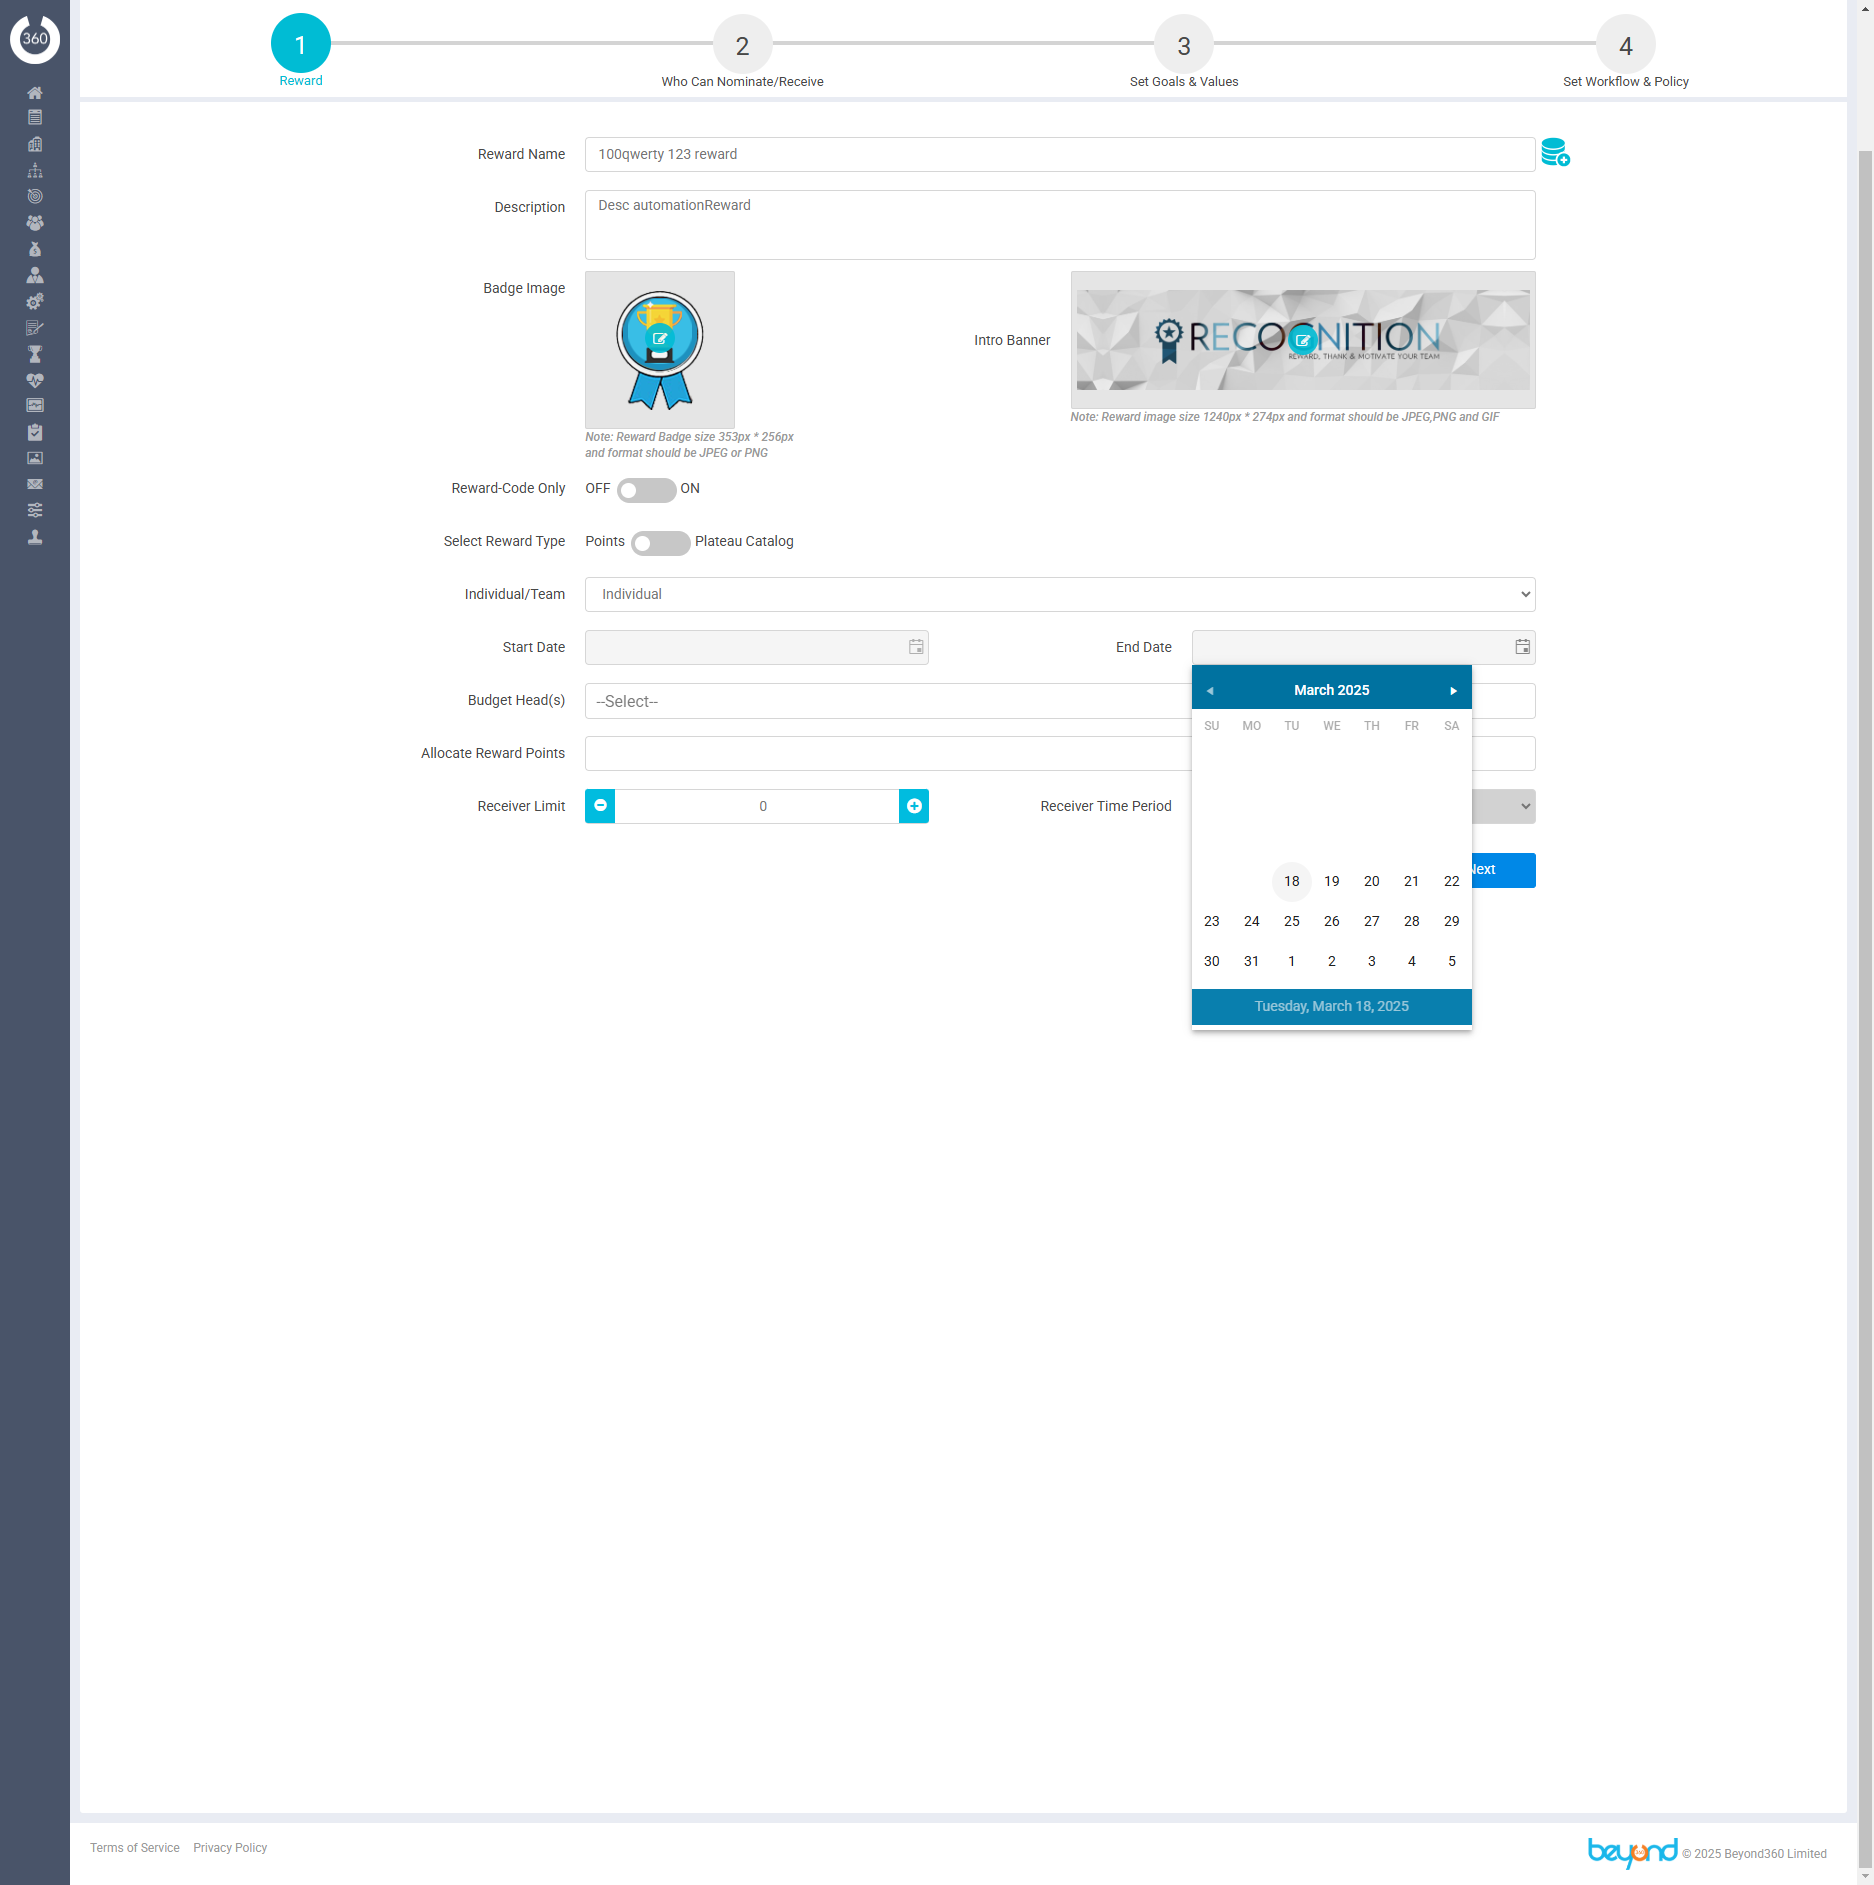 360
1
2
3
4
Reward
Who Can Nominate/Receive
Set Goals & Values
Set Workflow & Policy
Reward Name
100qwerty 123 reward
Description
Desc automationReward
Badge Image
Intro Banner
RECOGNITION
REWARD, THANK & MOTIVATE YOUR TEAM
Note: Reward image size 1240px * 274px and format should be JPEG,PNG and GIF
Note: Reward Badge size 353px * 256px
and format should be JPEG or PNG
Reward-Code Only
OFF
ON
Select Reward Type
Points
Plateau Catalog
Individual/Team
Individual
Start Date
End Date
Budget Head(s)
--Select--
Allocate Reward Points
Receiver Limit
0
Receiver Time Period
Next
March 2025
SU MO TU WE TH FR SA
18 19 20 21 22
23 24 25 26 27 28 29
30 31 1 2 3 4 5
Tuesday, March 18, 2025
Terms of Service
Privacy Policy
beyond
© 2025 Beyond360 Limited